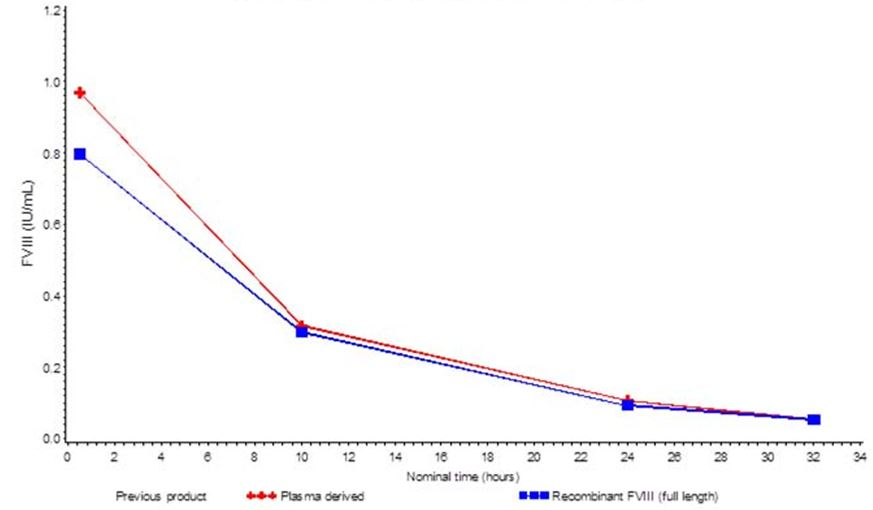 1.2
1.0
0.8
0.6
0.4
0.2
0.0
FVIII (IU/mL)
0 2 4 6 8 10 12 14 16 18 20 22 24 26 28 30 32 34
Nominal time (hours)
Previous product Plasma derived Recombinant FVIII (full length)